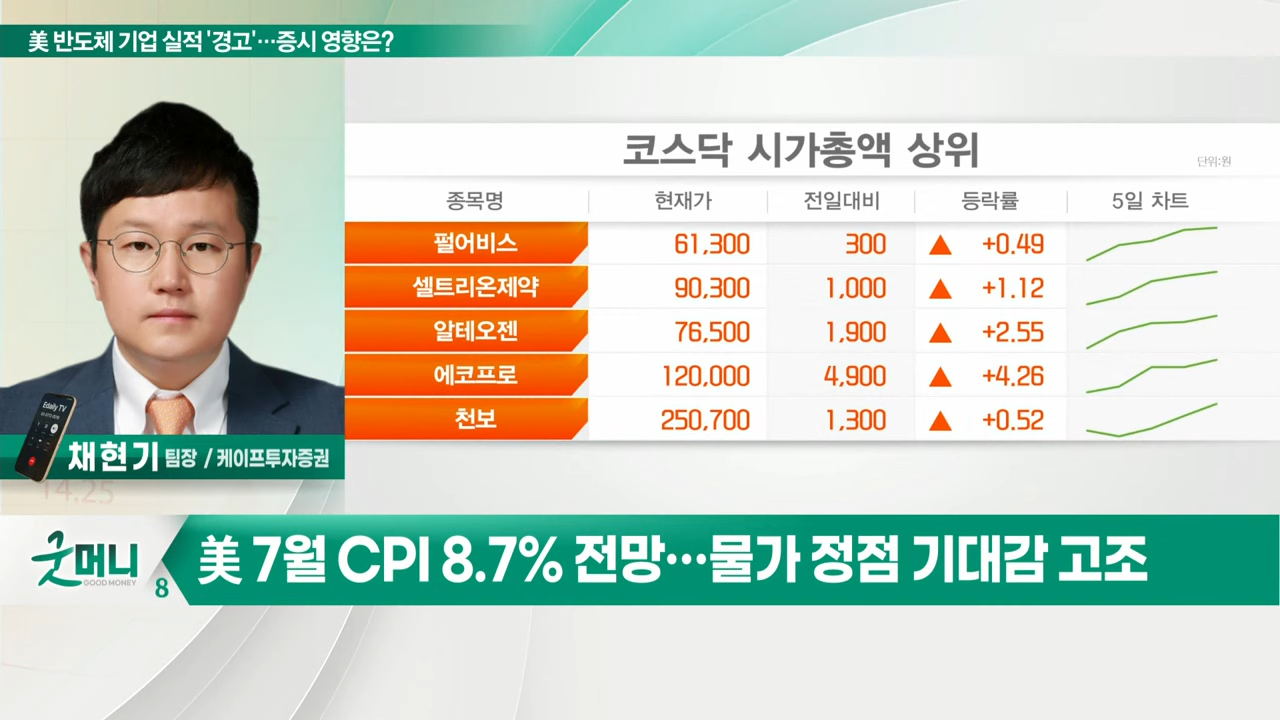 美 반도체 기업 실적 '경고'…증시 영향은?
코스닥 시가총액 상위
단위:원
종목명 현재가 전일대비 등락률 5일 차트
펄어비스 61,300 300 ▲ +0.49
셀트리온제약 90,300 1,000 ▲ +1.12
알테오젠 76,500 1,900 ▲ +2.55
에코프로 120,000 4,900 ▲ +4.26
천보 250,700 1,300 ▲ +0.52
Edaily TV
채현기 팀장 / 케이프투자증권
14.25
굿머니
GOOD MONEY
8
美 7월 CPI 8.7% 전망…물가 정점 기대감 고조